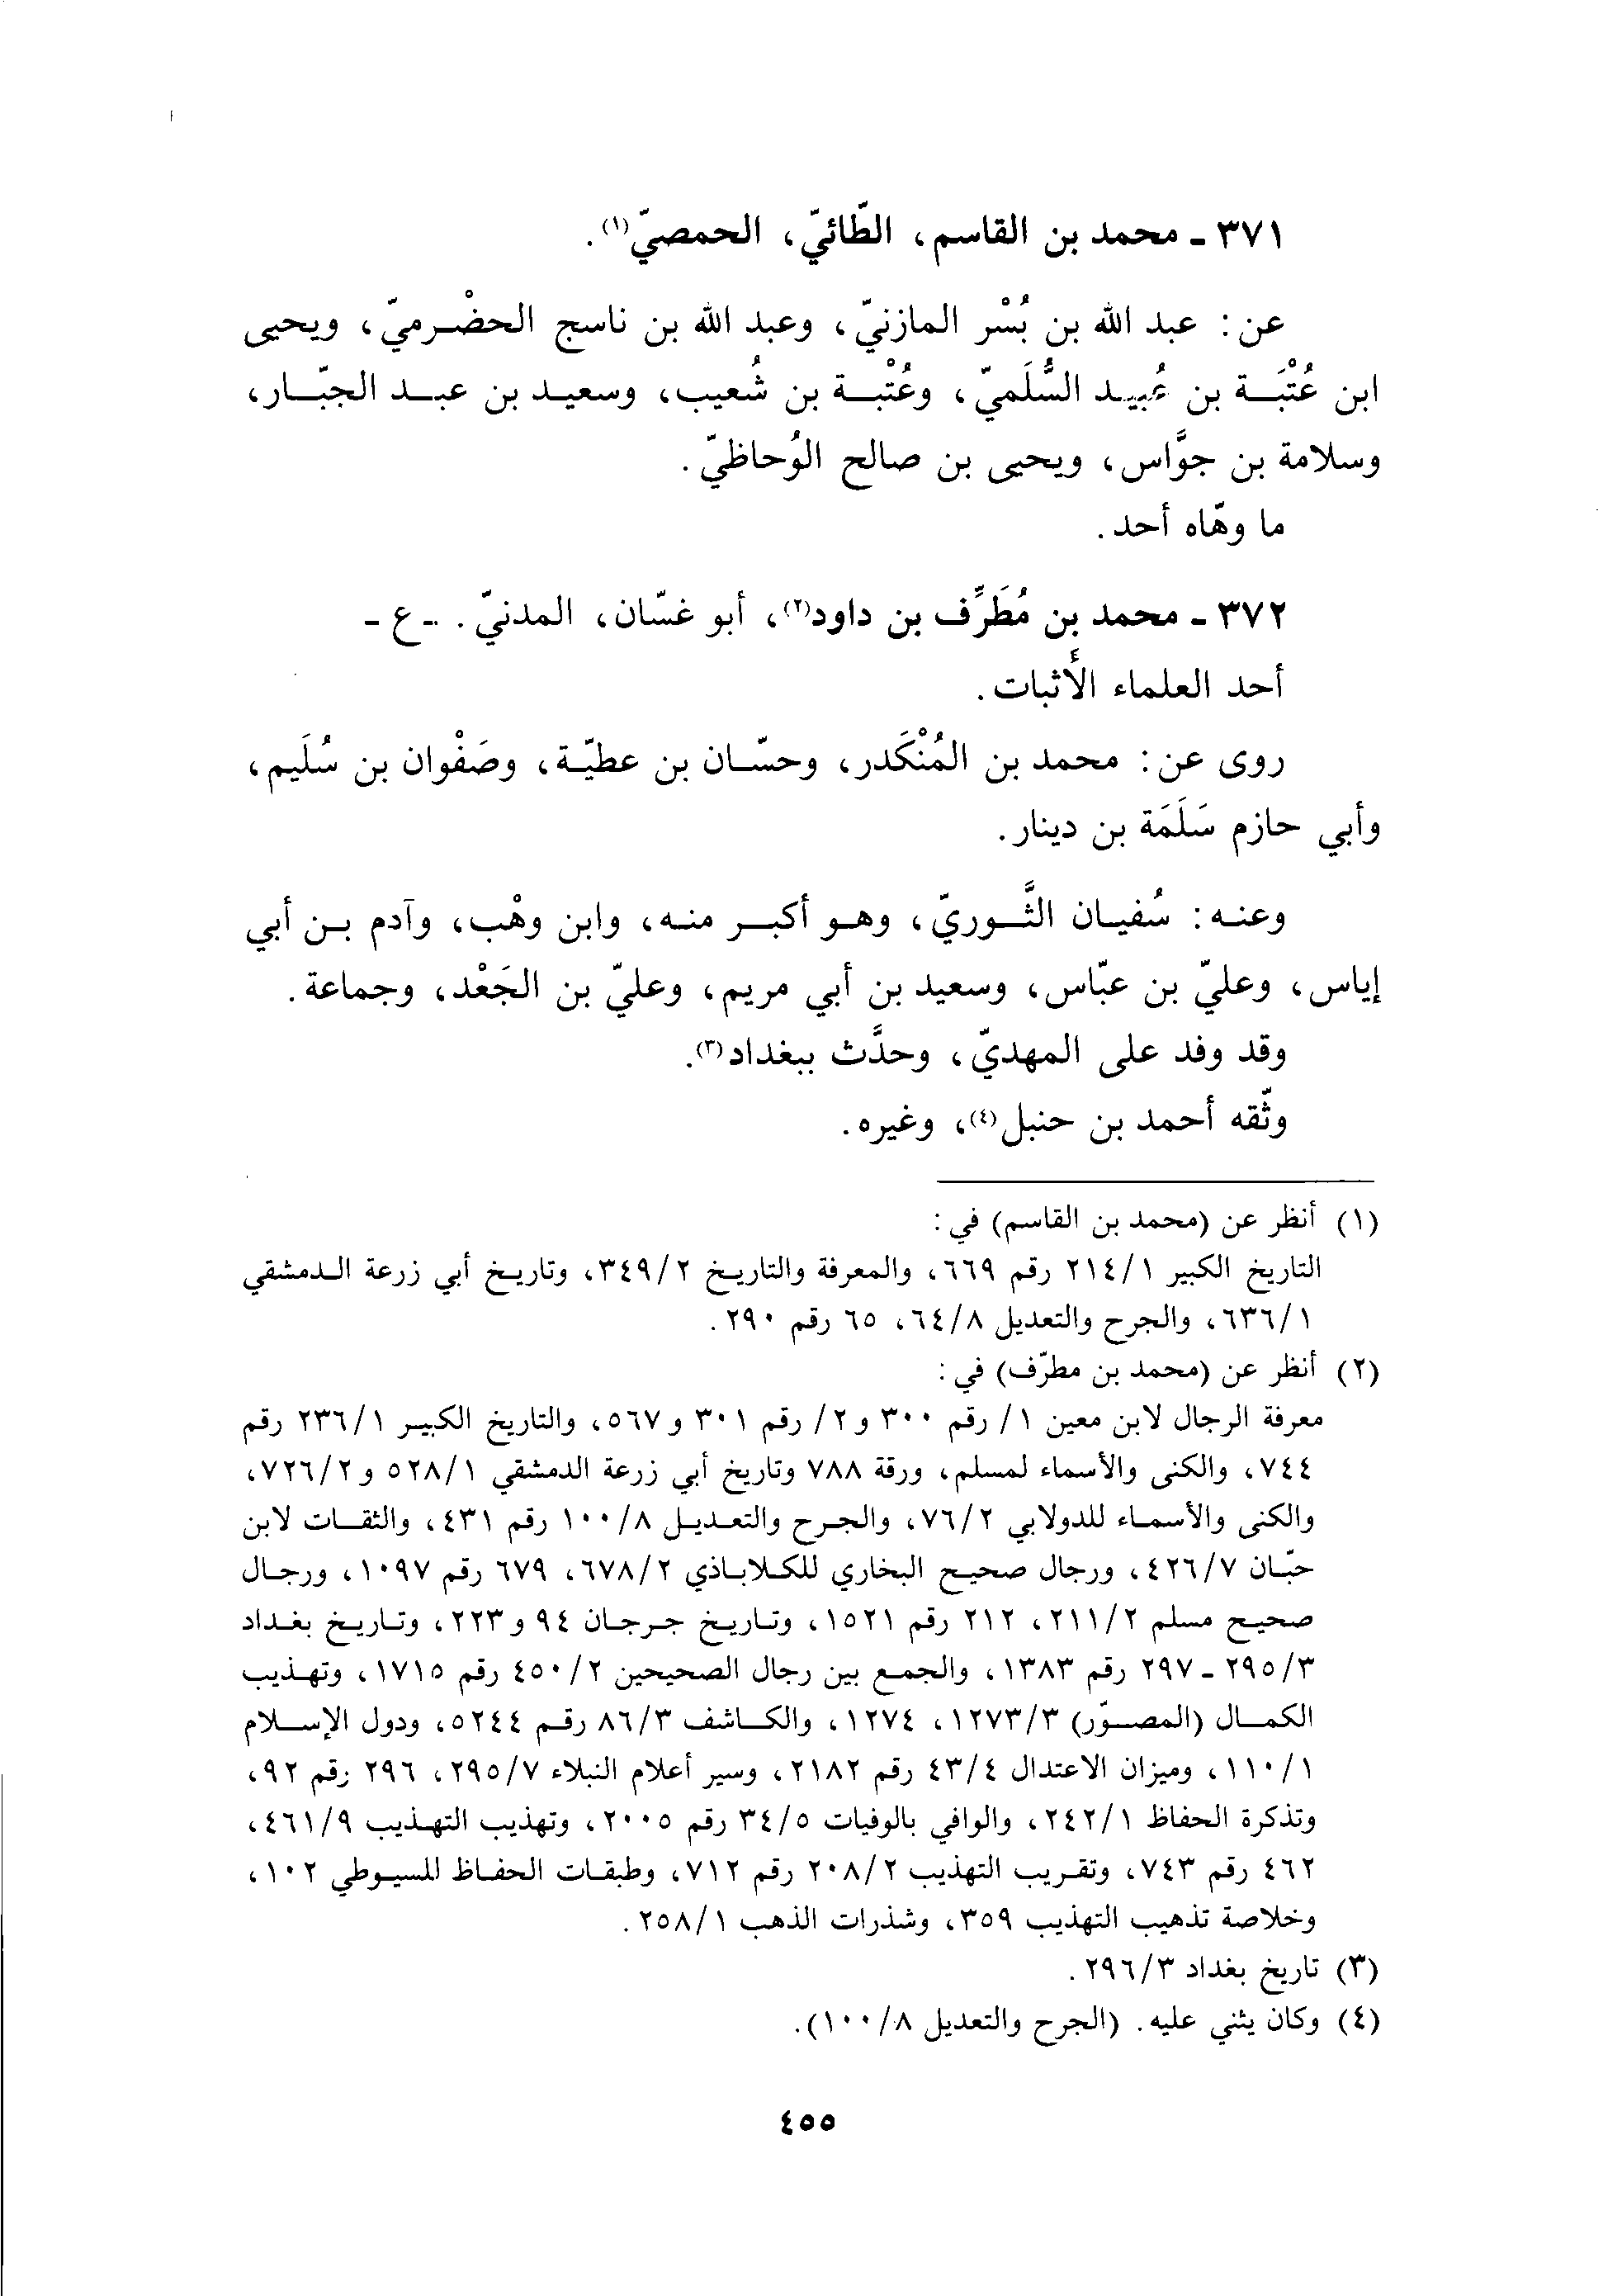 ٣٧١ - محمد بن القاسم، الطّائيّ، الحمصيّ(١).
عن: عبد الله بن بُسْر المازنيّ، وعبد الله بن ناسج الحضْرميّ، ويحيى
ابن عُتْبَة بن عُبيد السُّلَميّ، وعُتْبة بن شُعيب، وسعيد بن عبد الجبّار،
وسلامة بن جوَّاس، ويحيى بن صالح الوُحاظيّ.
ما وهّاه أحد.
٣٧٢ - محمد بن مُطَرِّف بن داود(٢)، أبو غسّان، المدنيّ. - ع -
أحد العلماء الأَثبات.
روى عن: محمد بن المُنْكَدر، وحسّان بن عطيّة، وصَفْوان بن سُلَيم،
وأبي حازم سَلَمَة بن دينار.
وعنه: سُفيان الثَّوريّ، وهو أكبر منه، وابن وهْب، وآدم بن أبي
إياس، وعليّ بن عبّاس، وسعيد بن أبي مريم، وعليّ بن الجَعْد، وجماعة.
وقد وفد على المهديّ، وحدَّث ببغداد(٣).
وثّقه أحمد بن حنبل(٤)، وغيره.
(١) أنظر عن (محمد بن القاسم) في:
التاريخ الكبير ٢١٤/١ رقم ٦٦٩، والمعرفة والتاريخ ٣٤٩/٢، وتاريخ أبي زرعة الدمشقي
٦٣٦/١، والجرح والتعديل ٦٤/٨، ٦٥ رقم ٢٩٠.
(٢) أنظر عن (محمد بن مطرّف) في:
معرفة الرجال لابن معين ١/ رقم ٣٠٠ و ٢/ رقم ٣٠١ و ٥٦٧، والتاريخ الكبير ٢٣٦/١ رقم
٧٤٤، والكنى والأسماء لمسلم، ورقة ٧٨٨ وتاريخ أبي زرعة الدمشقي ٥٢٨/١ و ٧٢٦/٢،
والكنى والأسماء للدولابي ٧٦/٢، والجرح والتعديل ١٠٠/٨ رقم ٤٣١، والثقات لابن
حبّان ٤٢٦/٧، ورجال صحيح البخاري للكلاباذي ٦٧٨/٢، ٦٧٩ رقم ١٠٩٧، ورجال
صحيح مسلم ٢١١/٢، ٢١٢ رقم ١٥٢١، وتاريخ جرجان ٩٤ و ٢٢٣، وتاريخ بغداد
٢٩٥/٣ - ٢٩٧ رقم ١٣٨٣، والجمع بين رجال الصحيحين ٤٥٠/٢ رقم ١٧١٥، وتهذيب
الكمال (المصوّر) ١٢٧٣/٣، ١٢٧٤، والكاشف ٨٦/٣ رقم ٥٢٤٤، ودول الإسلام
١١٠/١، وميزان الاعتدال ٤٣/٤ رقم ٢١٨٢، وسير أعلام النبلاء ٢٩٥/٧، ٢٩٦ رقم ٩٢،
وتذكرة الحفاظ ٢٤٢/١، والوافي بالوفيات ٣٤/٥ رقم ٢٠٠٥، وتهذيب التهذيب ٤٦١/٩،
٤٦٢ رقم ٧٤٣، وتقريب التهذيب ٢٠٨/٢ رقم ٧١٢، وطبقات الحفاظ للسيوطي ١٠٢،
وخلاصة تذهيب التهذيب ٣٥٩، وشذرات الذهب ٢٥٨/١.
(٣) تاريخ بغداد ٢٩٦/٣.
(٤) وكان يثني عليه. (الجرح والتعديل ١٠٠/٨).
٤٥٥